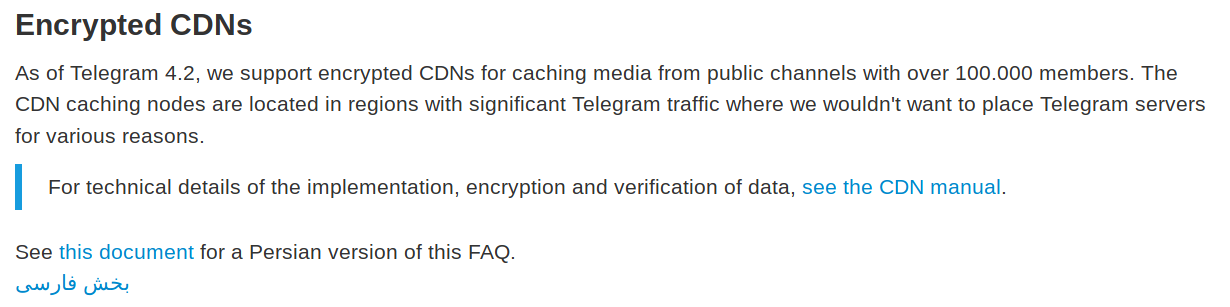 Encrypted CDNs
As of Telegram 4.2, we support encrypted CDNs for caching media from public channels with over 100.000 members. The
CDN caching nodes are located in regions with significant Telegram traffic where we wouldn't want to place Telegram servers
for various reasons.
For technical details of the implementation, encryption and verification of data, see the CDN manual.
See this document for a Persian version of this FAQ.
بخش فارسی